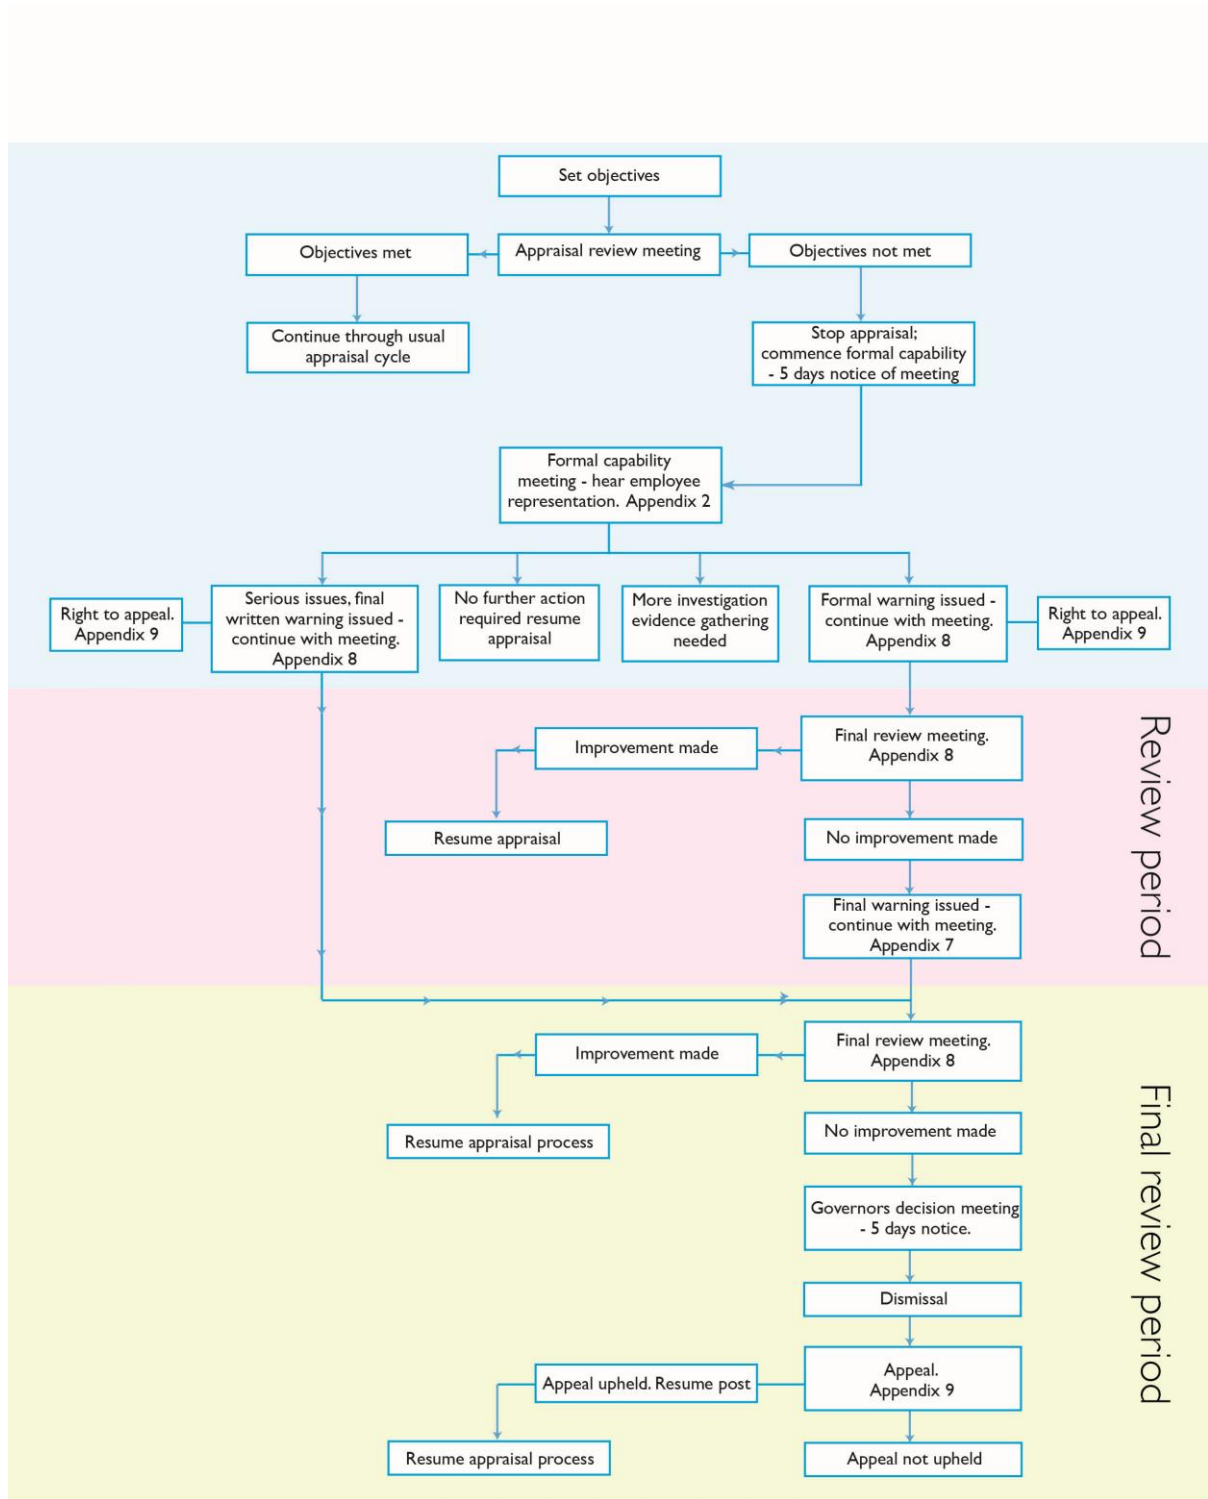 Set objectives
Objectives met
Appraisal review meeting
Objectives not met
Continue through usual
appraisal cycle
Stop appraisal;
commence formal capability
- 5 days notice of meeting
Formal capability
meeting - hear employee
representation. Appendix 2
Right to appeal.
Appendix 9
Serious issues, final
written warning issued -
continue with meeting.
Appendix 8
No further action
required resume
appraisal
More investigation
evidence gathering
needed
Formal warning issued -
continue with meeting.
Appendix 8
Right to appeal.
Appendix 9
Review period
Improvement made
Final review meeting.
Appendix 8
Resume appraisal
No improvement made
Final warning issued -
continue with meeting.
Appendix 7
Final review period
Improvement made
Final review meeting.
Appendix 8
Resume appraisal process
No improvement made
Governors decision meeting
- 5 days notice.
Dismissal
Appeal upheld. Resume post
Appeal.
Appendix 9
Resume appraisal process
Appeal not upheld